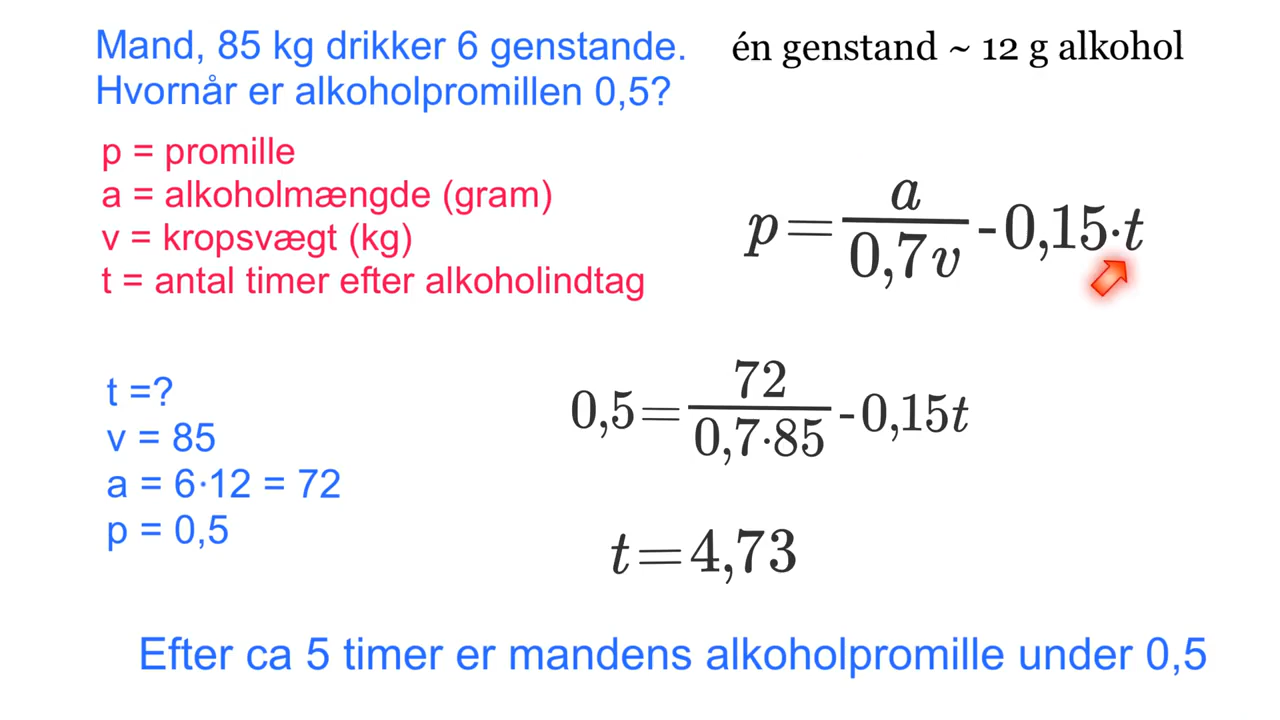 Mand, 85 kg drikker 6 genstande.
Hvornår er alkoholpromillen 0,5?
én genstand ~ 12 g alkohol
p = promille
a = alkoholmængde (gram)
v = kropsvægt (kg)
t = antal timer efter alkoholindtag
p = a / 0,7v - 0,15·t
t =?
v = 85
a = 6·12 = 72
p = 0,5
0,5 = 72 / 0,7·85 - 0,15t
t = 4,73
Efter ca 5 timer er mandens alkoholpromille under 0,5